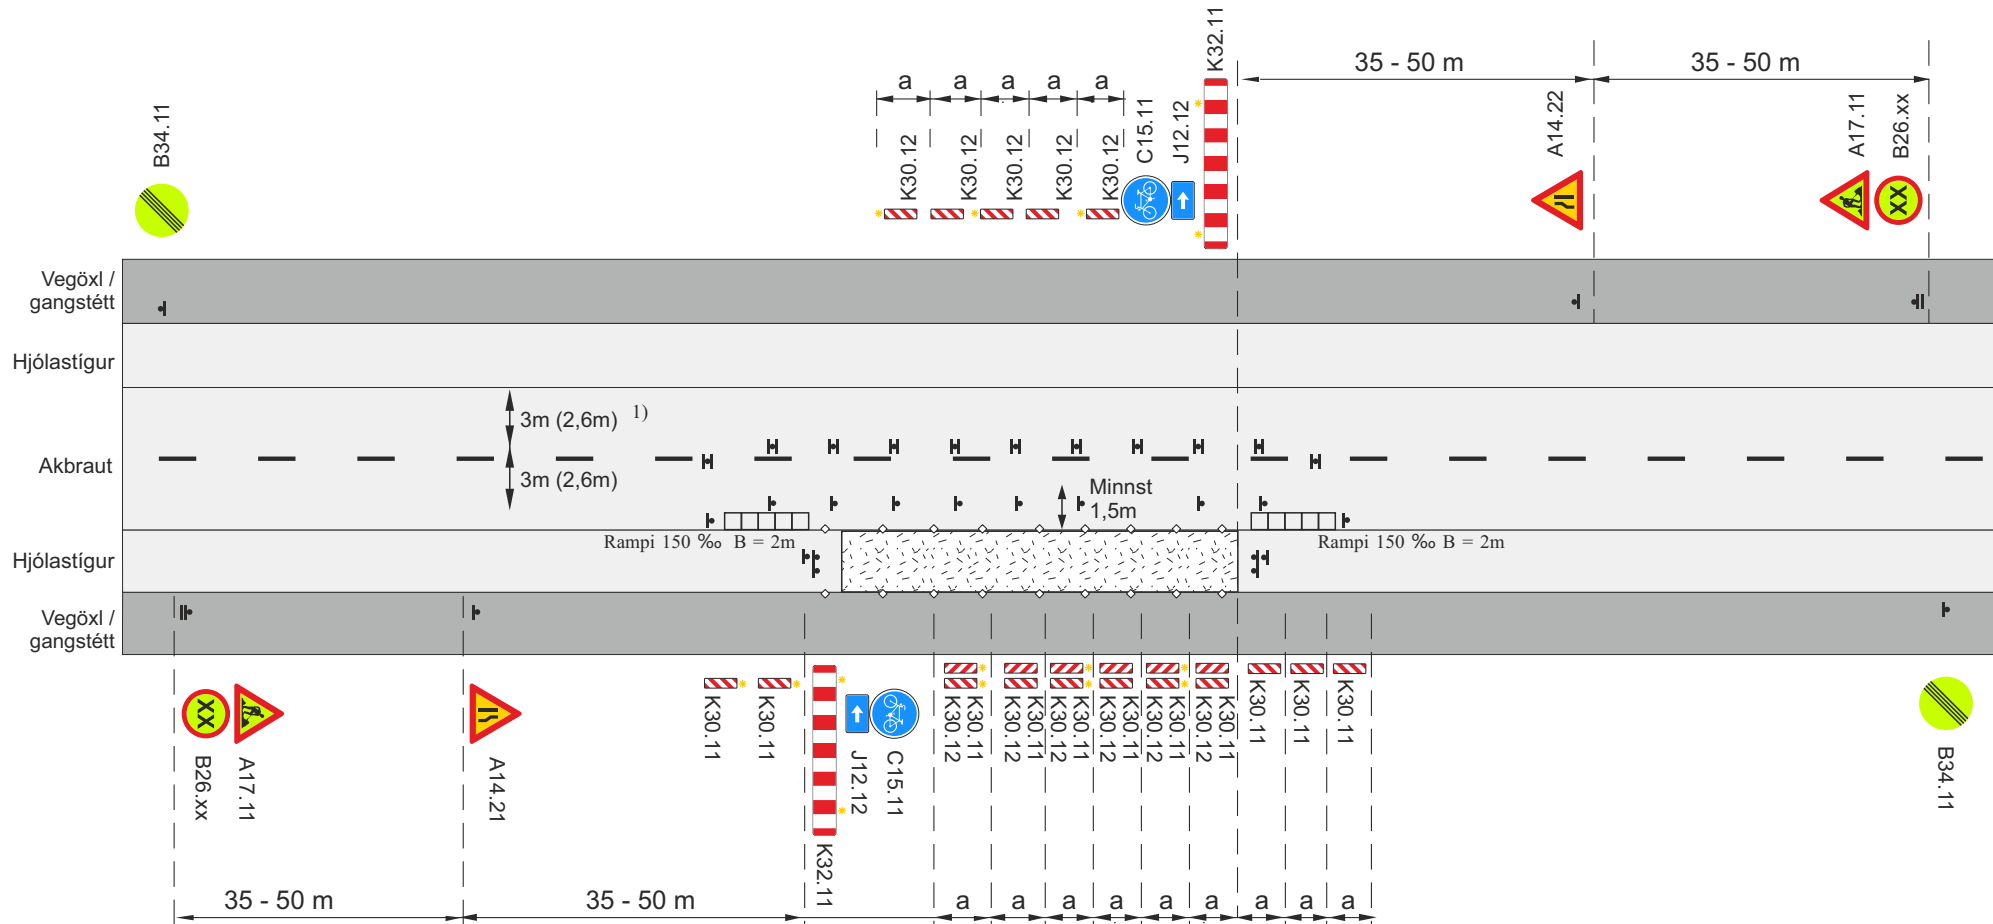 K32.11
35 - 50 m
35 - 50 m
a a a a a
B34.11
K30.12
K30.12
K30.12
K30.12
K30.12
C15.11
J12.12
A14.22
A17.11
B26.xx
XX
Vegöxl /
gangstétt
Hjólastígur
3m (2,6m) 1)
Akbraut
3m (2,6m)
Minnst
1,5m
Rampi 150 ‰ B = 2m
Rampi 150 ‰ B = 2m
Hjólastígur
Vegöxl /
gangstétt
XX
B26.xx
A17.11
A14.21
K30.11
K30.11
K32.11
J12.12
C15.11
K30.12
K30.11
K30.12
K30.11
K30.12
K30.11
K30.12
K30.11
K30.12
K30.11
K30.12
K30.11
K30.11
K30.11
K30.11
B34.11
35 - 50 m
35 - 50 m
a a a a a a a a a